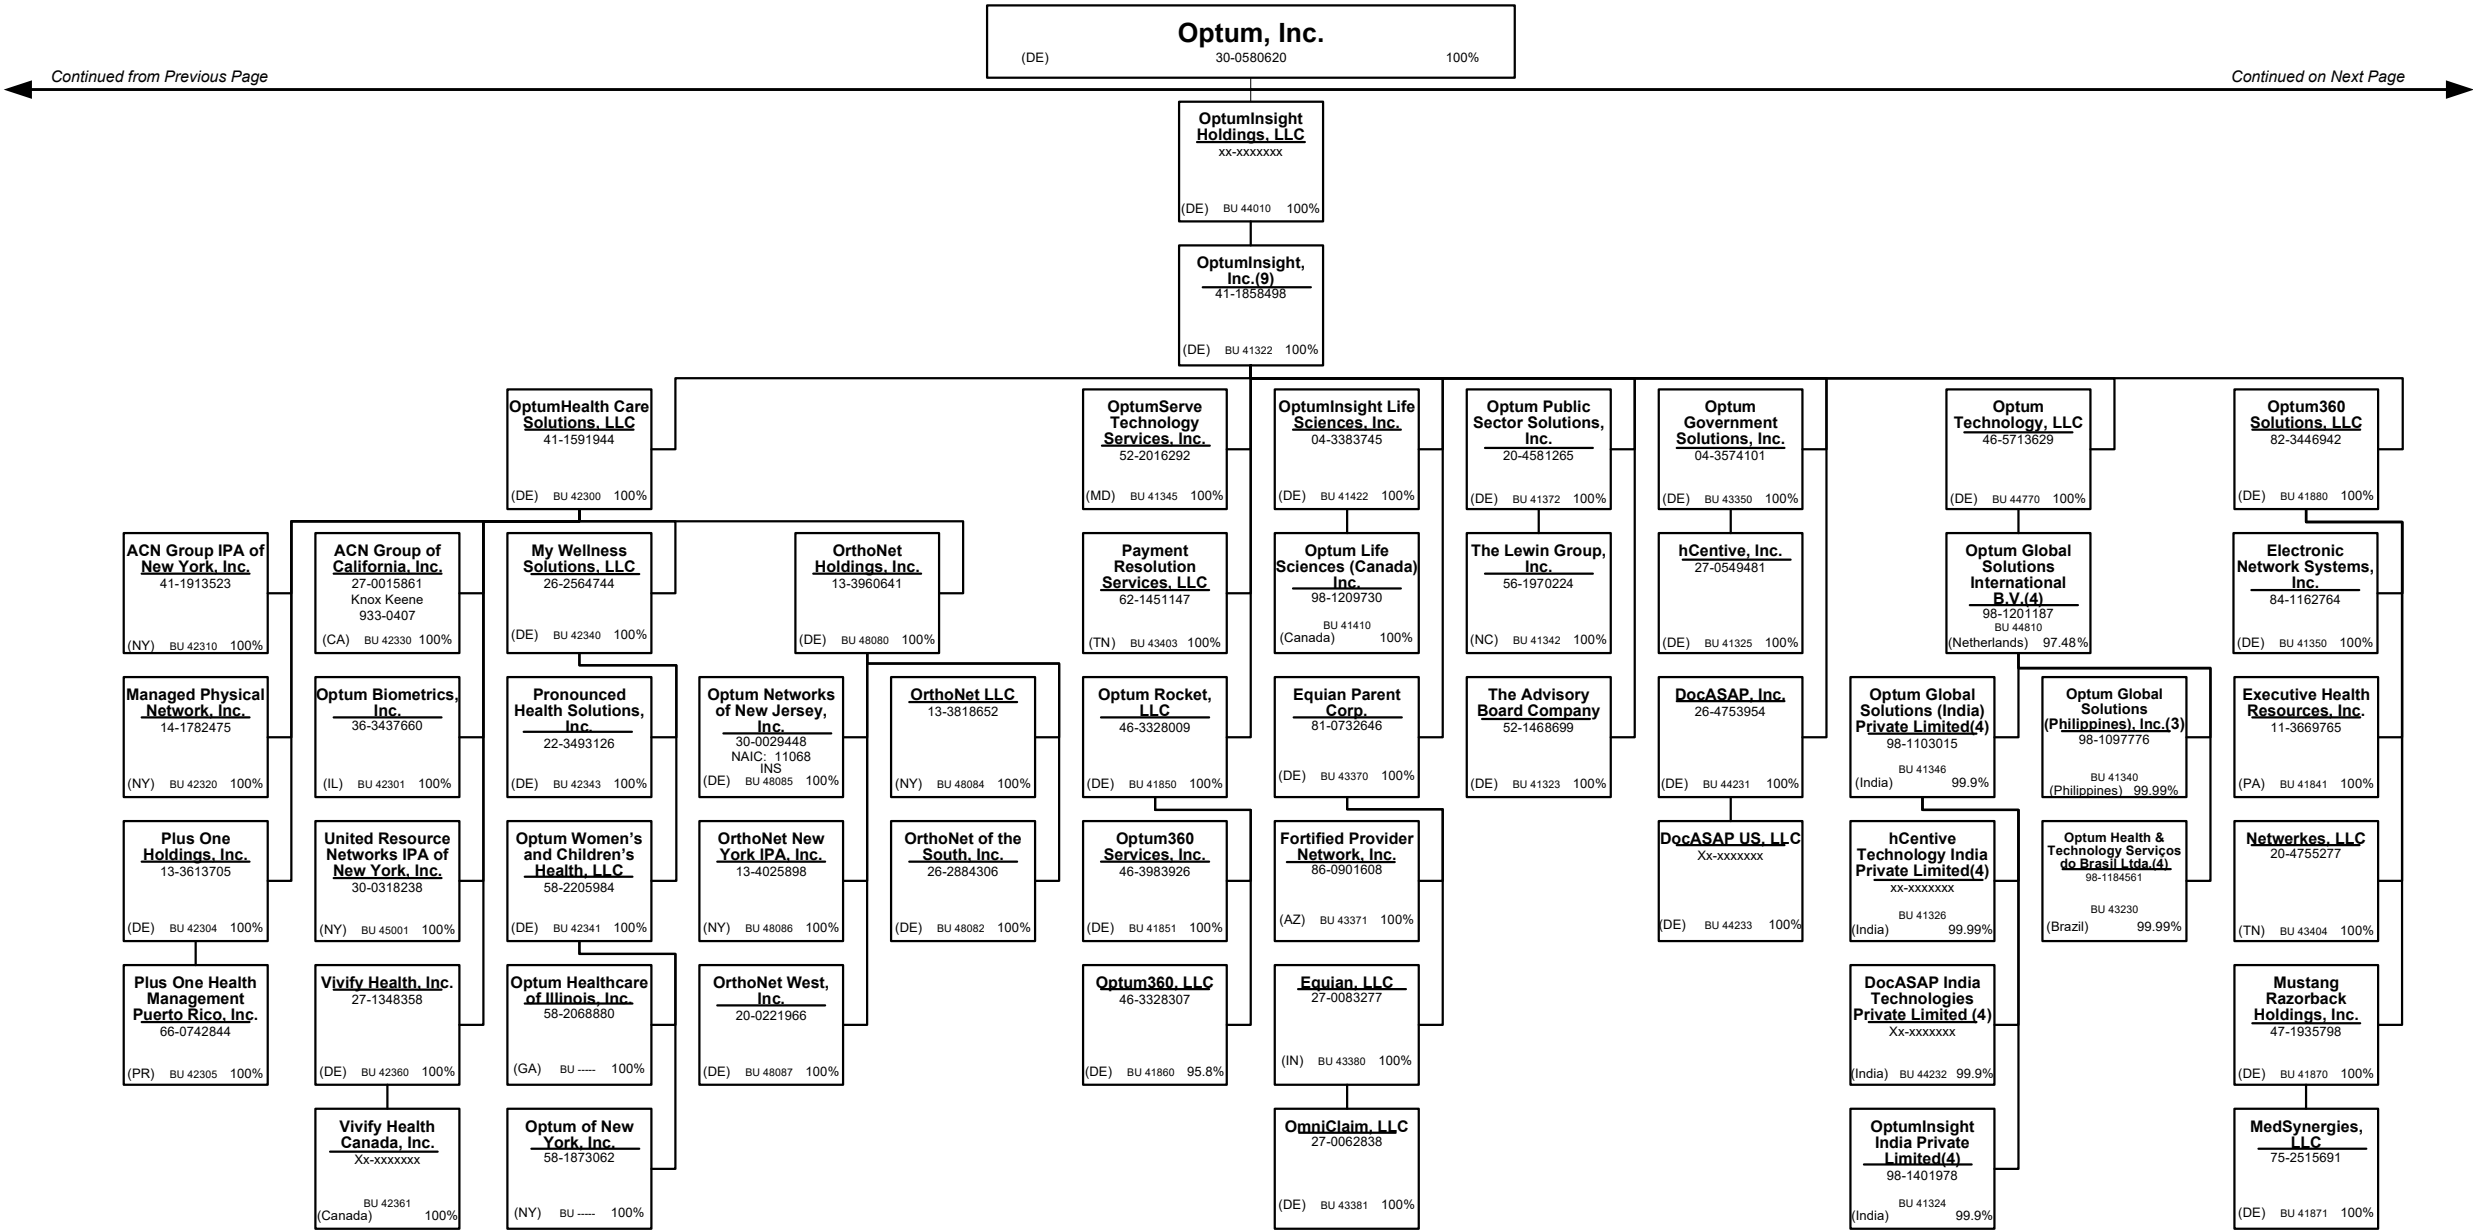 Optum, Inc.
(DE) 30-0580620 100%
Continued from Previous Page
Continued on Next Page
OptumInsight
Holdings, LLC
xx-xxxxxxx
(DE) BU 44010 100%
OptumInsight,
Inc.(9)
41-1858498
(DE) BU 41322 100%
OptumHealth Care
Solutions, LLC
41-1591944
(DE) BU 42300 100%
OptumServe
Technology
Services, Inc.
52-2016292
(MD) BU 41345 100%
OptumInsight Life
Sciences, Inc.
04-3383745
(DE) BU 41422 100%
Optum Public
Sector Solutions,
Inc.
20-4581265
(DE) BU 41372 100%
Optum
Government
Solutions, Inc.
04-3574101
(DE) BU 43350 100%
Optum
Technology, LLC
46-5713629
(DE) BU 44770 100%
Optum360
Solutions, LLC
82-3446942
(DE) BU 41880 100%
ACN Group IPA of
New York, Inc.
41-1913523
(NY) BU 42310 100%
ACN Group of
California, Inc.
27-0015861
Knox Keene
933-0407
(CA) BU 42330 100%
My Wellness
Solutions, LLC
26-2564744
(DE) BU 42340 100%
OrthoNet
Holdings, Inc.
13-3960641
(DE) BU 48080 100%
Payment
Resolution
Services, LLC
62-1451147
(TN) BU 43403 100%
Optum Life
Sciences (Canada)
Inc.
98-1209730
BU 41410
(Canada) 100%
The Lewin Group,
Inc.
56-1970224
(NC) BU 41342 100%
hCentive, Inc.
27-0549481
(DE) BU 41325 100%
Optum Global
Solutions
International
B.V.(4)
98-1201187
BU 44810
(Netherlands) 97.48%
Electronic
Network Systems,
Inc.
84-1162764
(DE) BU 41350 100%
Managed Physical
Network, Inc.
14-1782475
(NY) BU 42320 100%
Optum Biometrics,
Inc.
36-3437660
(IL) BU 42301 100%
Pronounced
Health Solutions,
Inc.
22-3493126
(DE) BU 42343 100%
Optum Networks
of New Jersey,
Inc.
30-0029448
NAIC: 11068
INS
(DE) BU 48085 100%
OrthoNet LLC
13-3818652
(NY) BU 48084 100%
Optum Rocket,
LLC
46-3328009
(DE) BU 41850 100%
Equian Parent
Corp.
81-0732646
(DE) BU 43370 100%
The Advisory
Board Company
52-1468699
(DE) BU 41323 100%
DocASAP, Inc.
26-4753954
(DE) BU 44231 100%
Optum Global
Solutions (India)
Private Limited(4)
98-1103015
BU 41346
(India) 99.9%
Optum Global
Solutions
(Philippines), Inc.(3)
98-1097776
BU 41340
(Philippines) 99.99%
Executive Health
Resources, Inc.
11-3669765
(PA) BU 41841 100%
Plus One
Holdings, Inc.
13-3613705
(DE) BU 42304 100%
United Resource
Networks IPA of
New York, Inc.
30-0318238
(NY) BU 45001 100%
Optum Women’s
and Children’s
Health, LLC
58-2205984
(DE) BU 42341 100%
OrthoNet New
York IPA, Inc.
13-4025898
(NY) BU 48086 100%
OrthoNet of the
South, Inc.
26-2884306
(DE) BU 48082 100%
Optum360
Services, Inc.
46-3983926
(DE) BU 41851 100%
Fortified Provider
Network, Inc.
86-0901608
(AZ) BU 43371 100%
DocASAP US, LLC
Xx-xxxxxxx
(DE) BU 44233 100%
hCentive
Technology India
Private Limited(4)
xx-xxxxxxx
BU 41326
(India) 99.99%
Optum Health &
Technology Serviços
do Brasil Ltda.(4)
98-1184561
BU 43230
(Brazil) 99.99%
Netwerkes, LLC
20-4755277
(TN) BU 43404 100%
Plus One Health
Management
Puerto Rico, Inc.
66-0742844
(PR) BU 42305 100%
Vivify Health, Inc.
27-1348358
(DE) BU 42360 100%
Optum Healthcare
of Illinois, Inc.
58-2068880
(GA) BU ----- 100%
OrthoNet West,
Inc.
20-0221966
(DE) BU 48087 100%
Optum360, LLC
46-3328307
(DE) BU 41860 95.8%
Equian, LLC
27-0083277
(IN) BU 43380 100%
DocASAP India
Technologies
Private Limited (4)
Xx-xxxxxxx
(India) BU 44232 99.9%
Mustang
Razorback
Holdings, Inc.
47-1935798
(DE) BU 41870 100%
Vivify Health
Canada, Inc.
Xx-xxxxxxx
BU 42361
(Canada) 100%
Optum of New
York, Inc.
58-1873062
(NY) BU ----- 100%
OmniClaim, LLC
27-0062838
(DE) BU 43381 100%
OptumInsight
India Private
Limited(4)
98-1401978
BU 41324
(India) 99.9%
MedSynergies,
LLC
75-2515691
(DE) BU 41871 100%